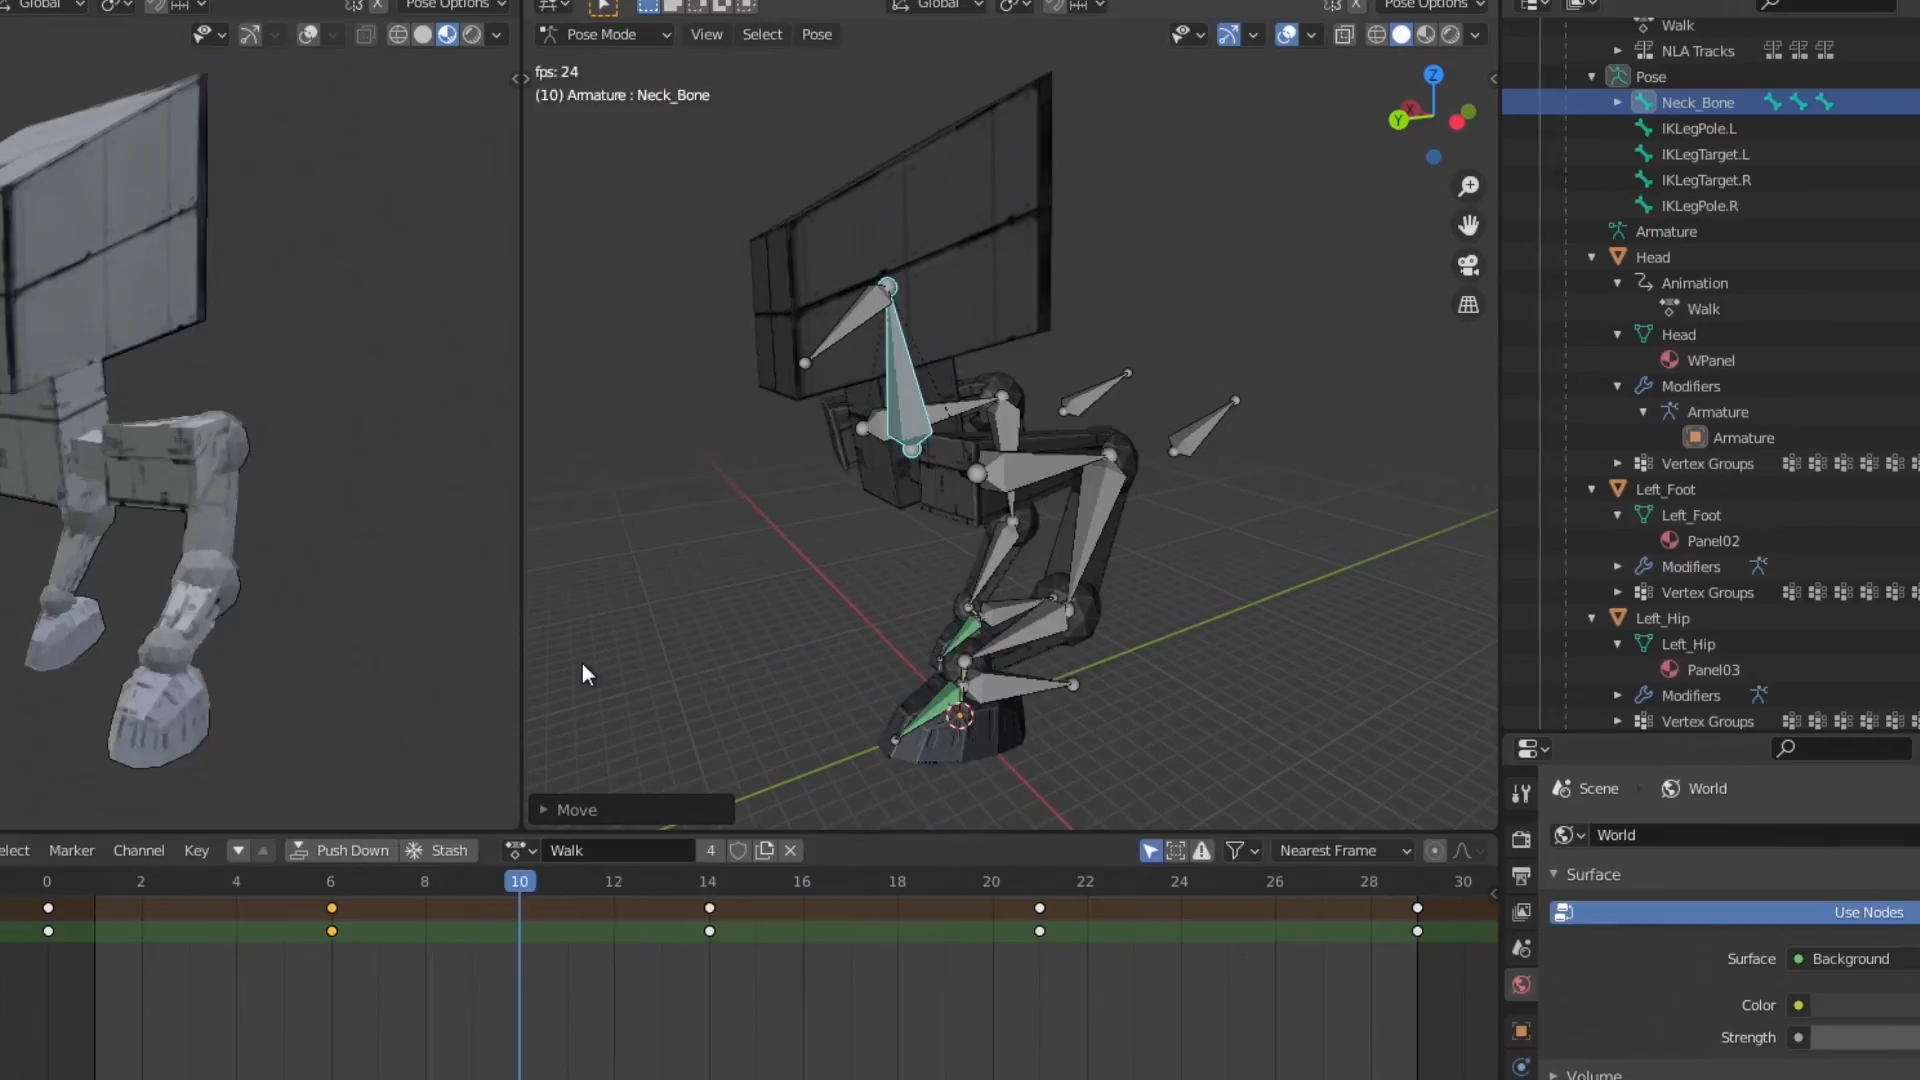 Global
Pose Options
Global
Pose Options
Pose Mode
View
Select
Pose
fps: 24
(10) Armature : Neck_Bone
Z
X
Y
Move
Walk
NLA Tracks
Pose
Neck_Bone
IKLegPole.L
IKLegTarget.L
IKLegTarget.R
IKLegPole.R
Armature
Head
Animation
Walk
Head
WPanel
Modifiers
Armature
Armature
Vertex Groups
Left_Foot
Left_Foot
Panel02
Modifiers
Vertex Groups
Left_Hip
Left_Hip
Panel03
Modifiers
Vertex Groups
Scene
World
World
Surface
Use Nodes
Surface
Background
Color
Strength
Volume
elect
Marker
Channel
Key
Push Down
Stash
Walk
4
Nearest Frame
0 2 4 6 8 10 12 14 16 18 20 22 24 26 28 30